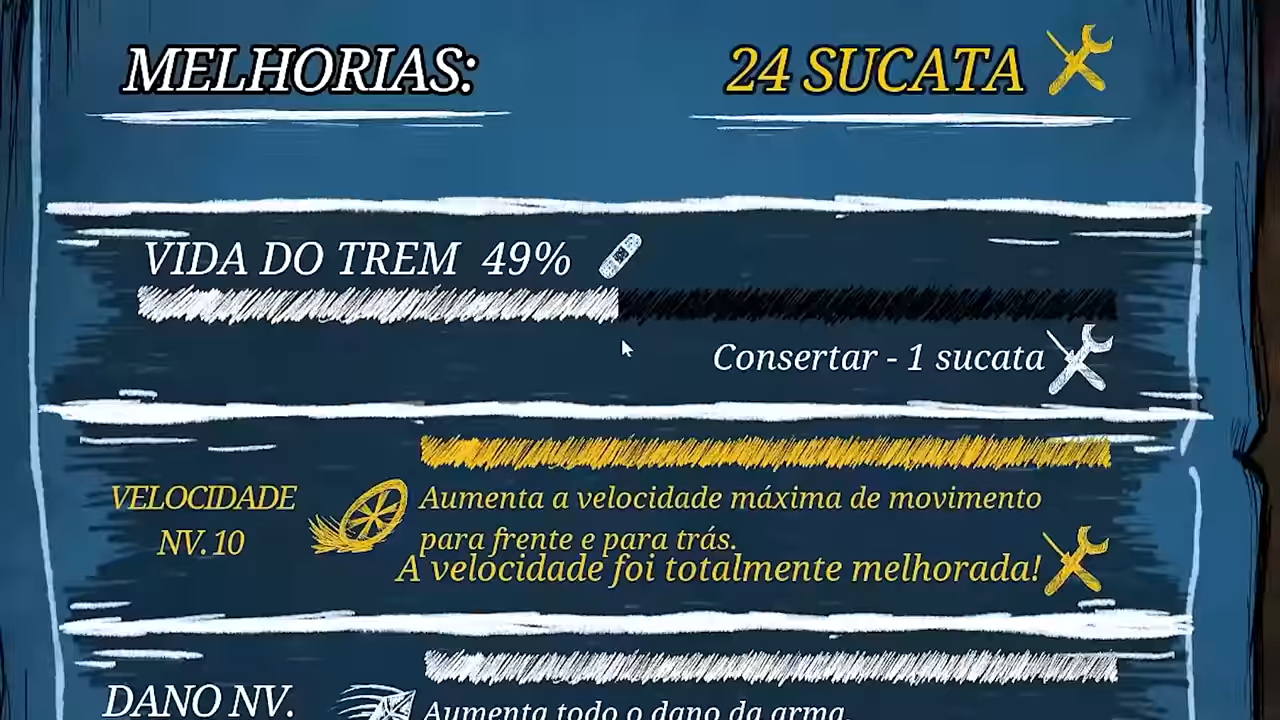 MELHORIAS:
24 SUCATA
VIDA DO TREM 49%
Consertar - 1 sucata
VELOCIDADE
NV. 10
Aumenta a velocidade máxima de movimento
para frente e para trás.
A velocidade foi totalmente melhorada!
DANO NV.
Aumenta todo o dano da arma.